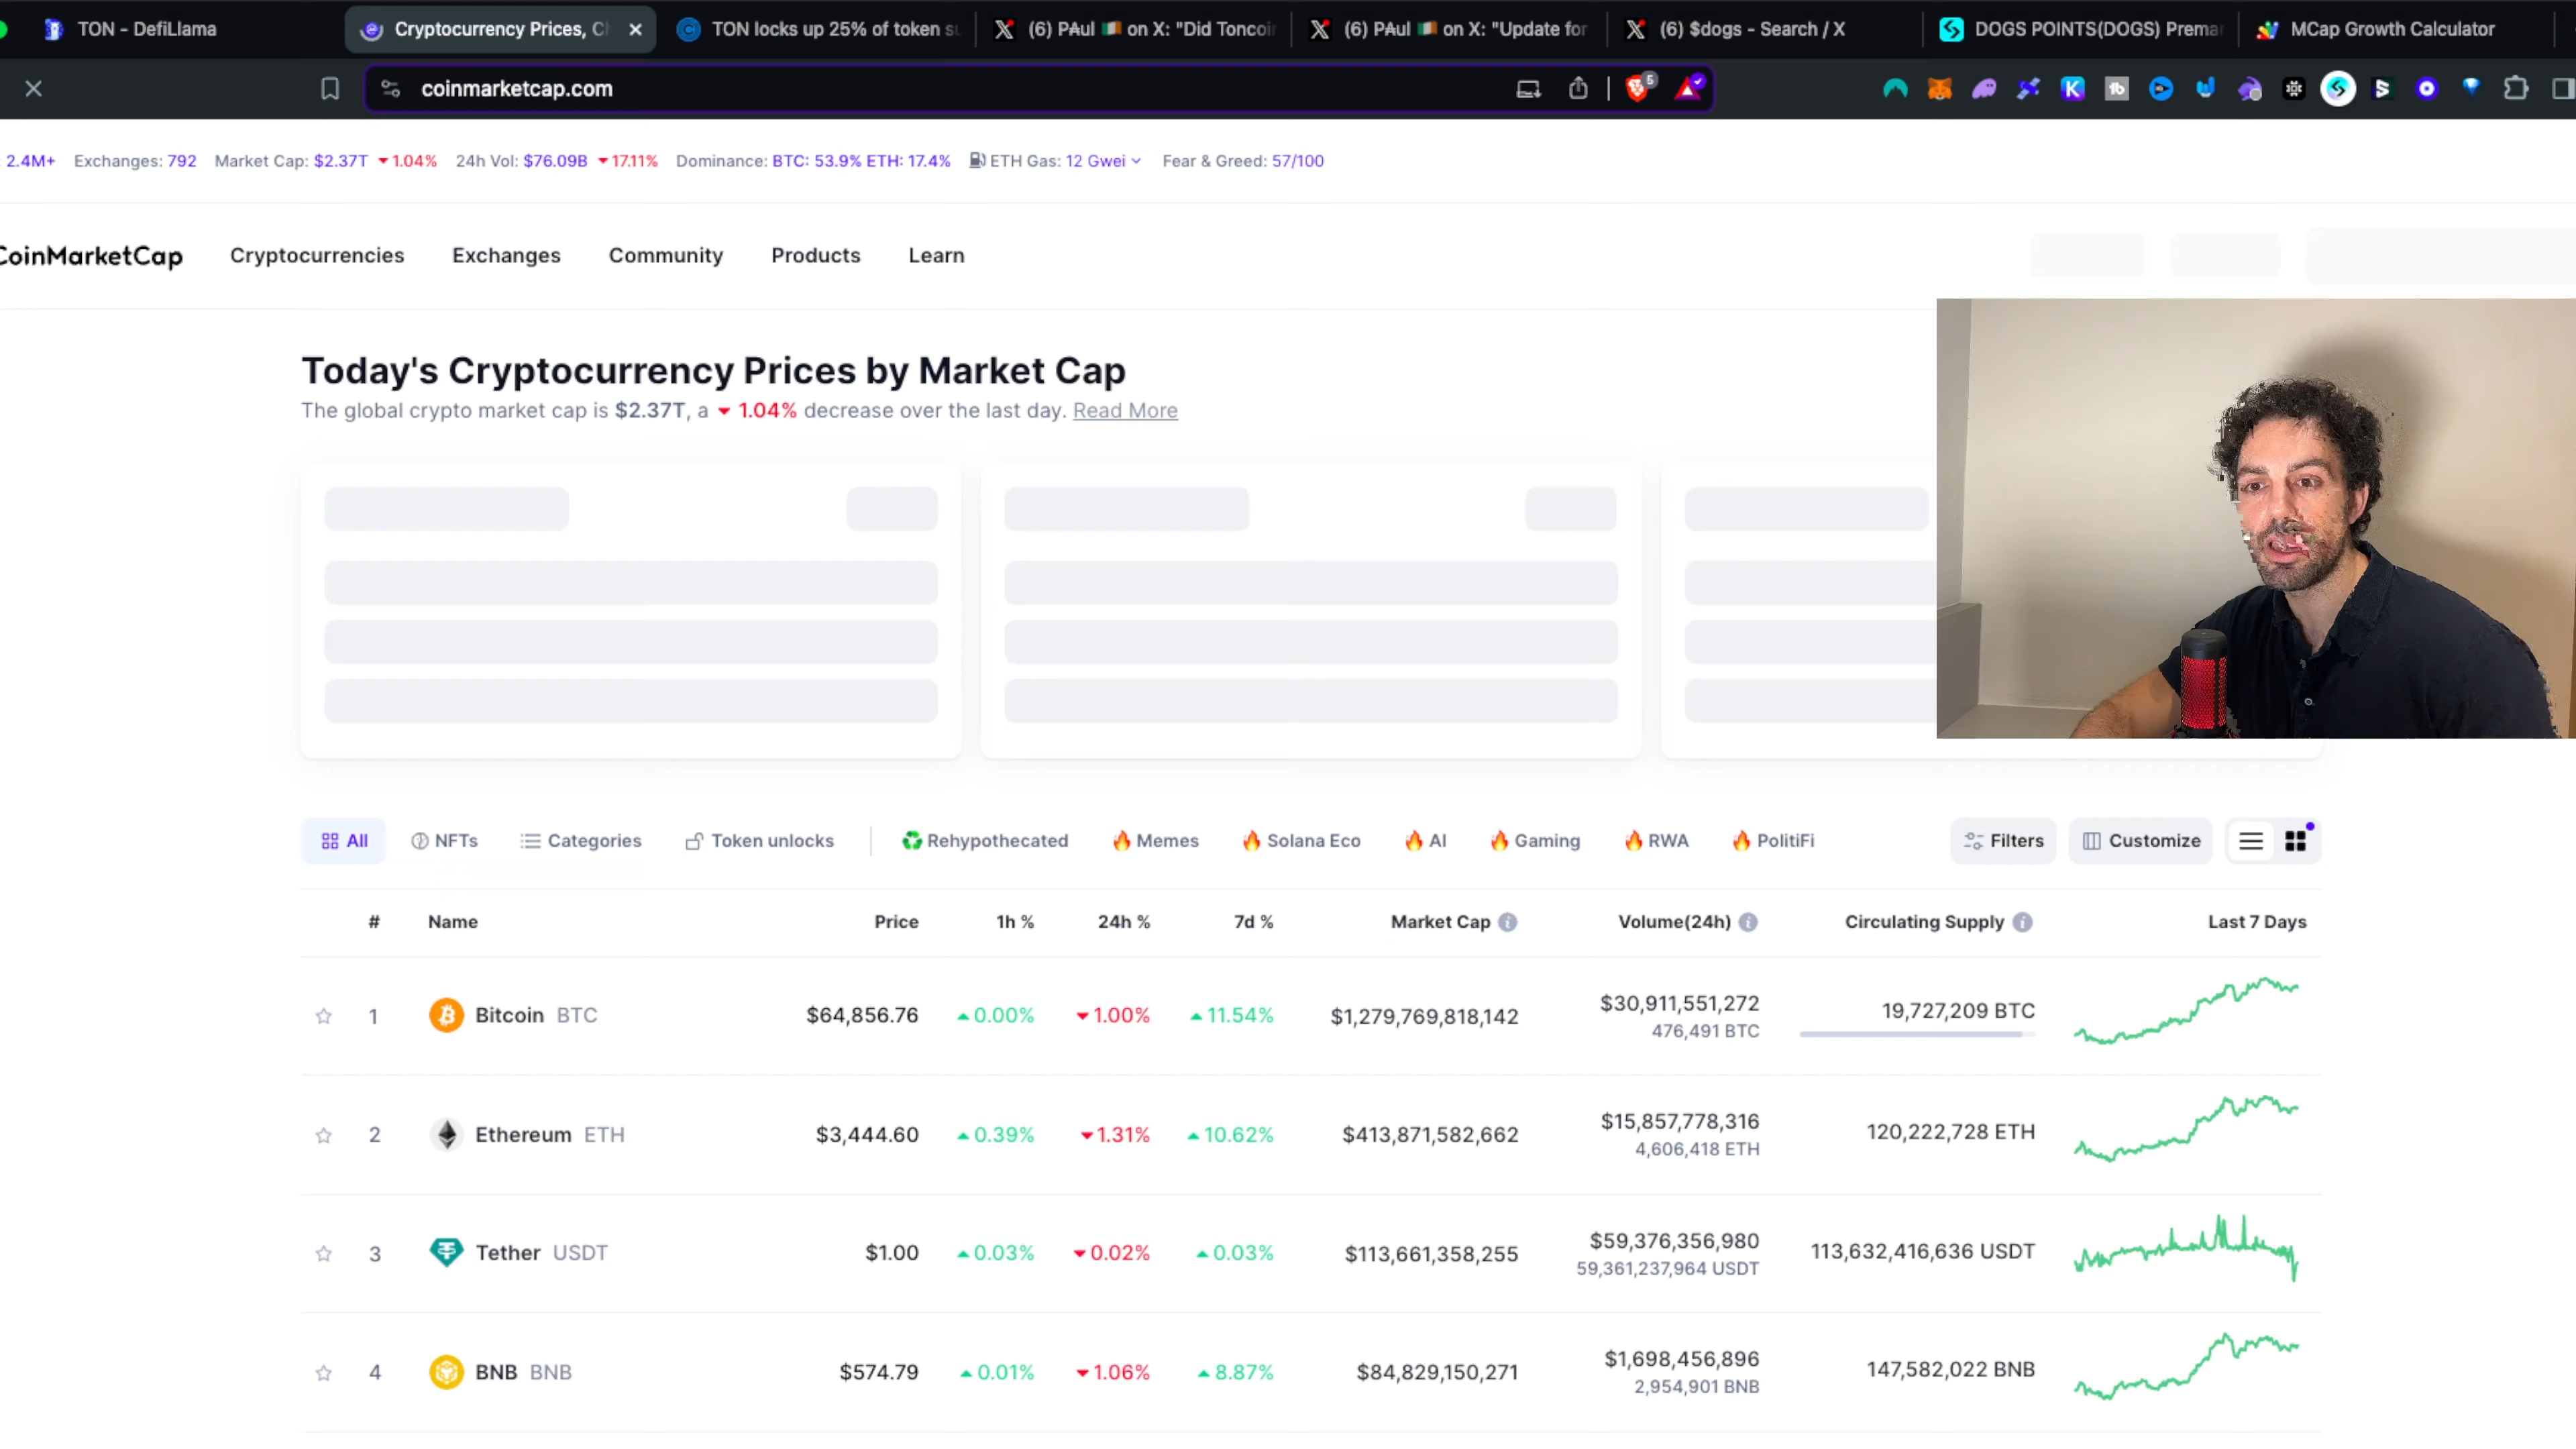 TON - DefiLlama
Cryptocurrency Prices, Ch
TON locks up 25% of token su
(6) PAul on X: "Did Toncoin
(6) PAul on X: "Update for
(6) $dogs - Search / X
DOGS POINTS(DOGS) Premar
MCap Growth Calculator
coinmarketcap.com
5
2.4M+ Exchanges: 792 Market Cap: $2.37T 1.04% 24h Vol: $76.09B 17.11% Dominance: BTC: 53.9% ETH: 17.4% ETH Gas: 12 Gwei Fear & Greed: 57/100
CoinMarketCap Cryptocurrencies Exchanges Community Products Learn
Today's Cryptocurrency Prices by Market Cap
The global crypto market cap is $2.37T, a 1.04% decrease over the last day. Read More
All NFTs Categories Token unlocks Rehypothecated Memes Solana Eco AI Gaming RWA PolitiFi Filters Customize
# Name Price 1h % 24h % 7d % Market Cap Volume(24h) Circulating Supply Last 7 Days
1 Bitcoin BTC $64,856.76 0.00% 1.00% 11.54% $1,279,769,818,142 $30,911,551,272 19,727,209 BTC
476,491 BTC
2 Ethereum ETH $3,444.60 0.39% 1.31% 10.62% $413,871,582,662 $15,857,778,316 120,222,728 ETH
4,606,418 ETH
3 Tether USDT $1.00 0.03% 0.02% 0.03% $113,661,358,255 $59,376,356,980 113,632,416,636 USDT
59,361,237,964 USDT
4 BNB BNB $574.79 0.01% 1.06% 8.87% $84,829,150,271 $1,698,456,896 147,582,022 BNB
2,954,901 BNB